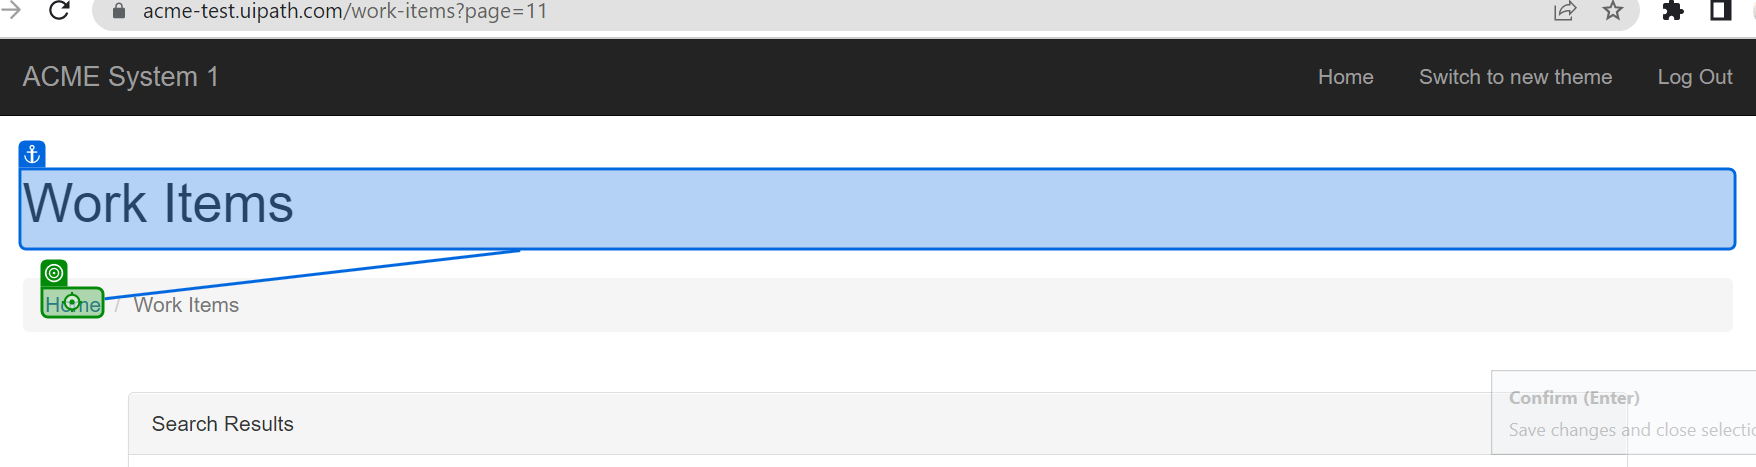 acme-test.uipath.com/work-items?page=11
ACME System 1 Home Switch to new theme Log Out
Work Items
Home / Work Items
Search Results
Confirm (Enter)
Save changes and close selectio